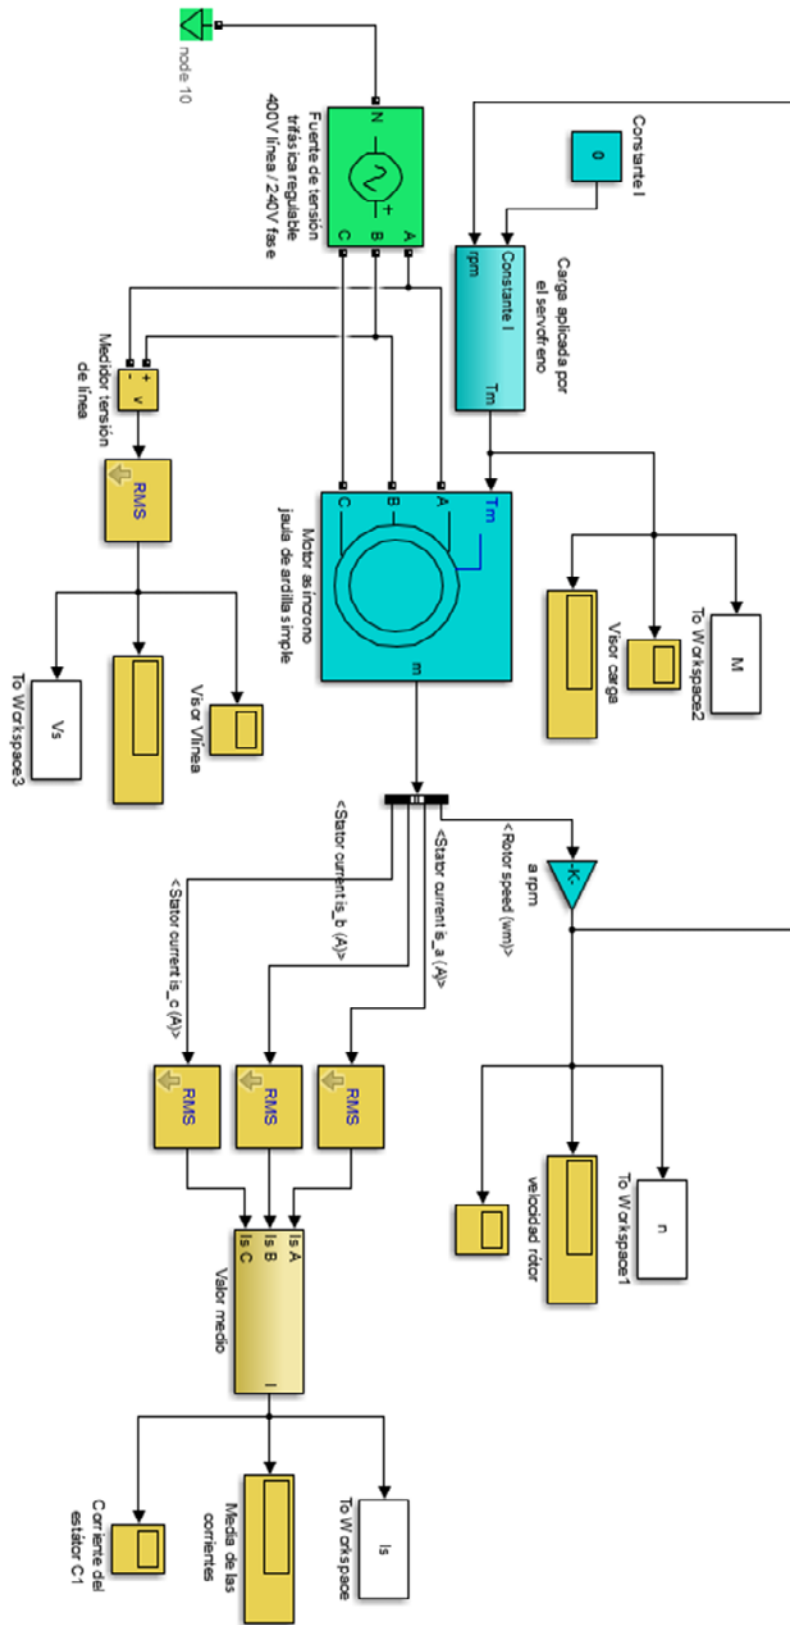 node 10
N
A
B
C
+
Fuente de tensión
trifásica regulable
400V línea / 240V fase
Constante I
0
Constante I
rpm
Tm
Carga aplicada por
el servofreno
+
-
v
Medidor tensión
de línea
RMS
Visor Vlínea
Vs
To Workspace3
Tm
A
B
C
m
Motor asíncrono
jaula de ardilla simple
M
To Workspace2
Visor carga
<Rotor speed (wm)>
<Stator current is_a (A)>
<Stator current is_b (A)>
<Stator current is_c (A)>
-K-
a rpm
n
To Workspace1
velocidad rótor
RMS
RMS
RMS
Is A
Is B
Is C
I
Valor medio
Is
To Workspace
Media de las
corrientes
Corriente del
estátor C1